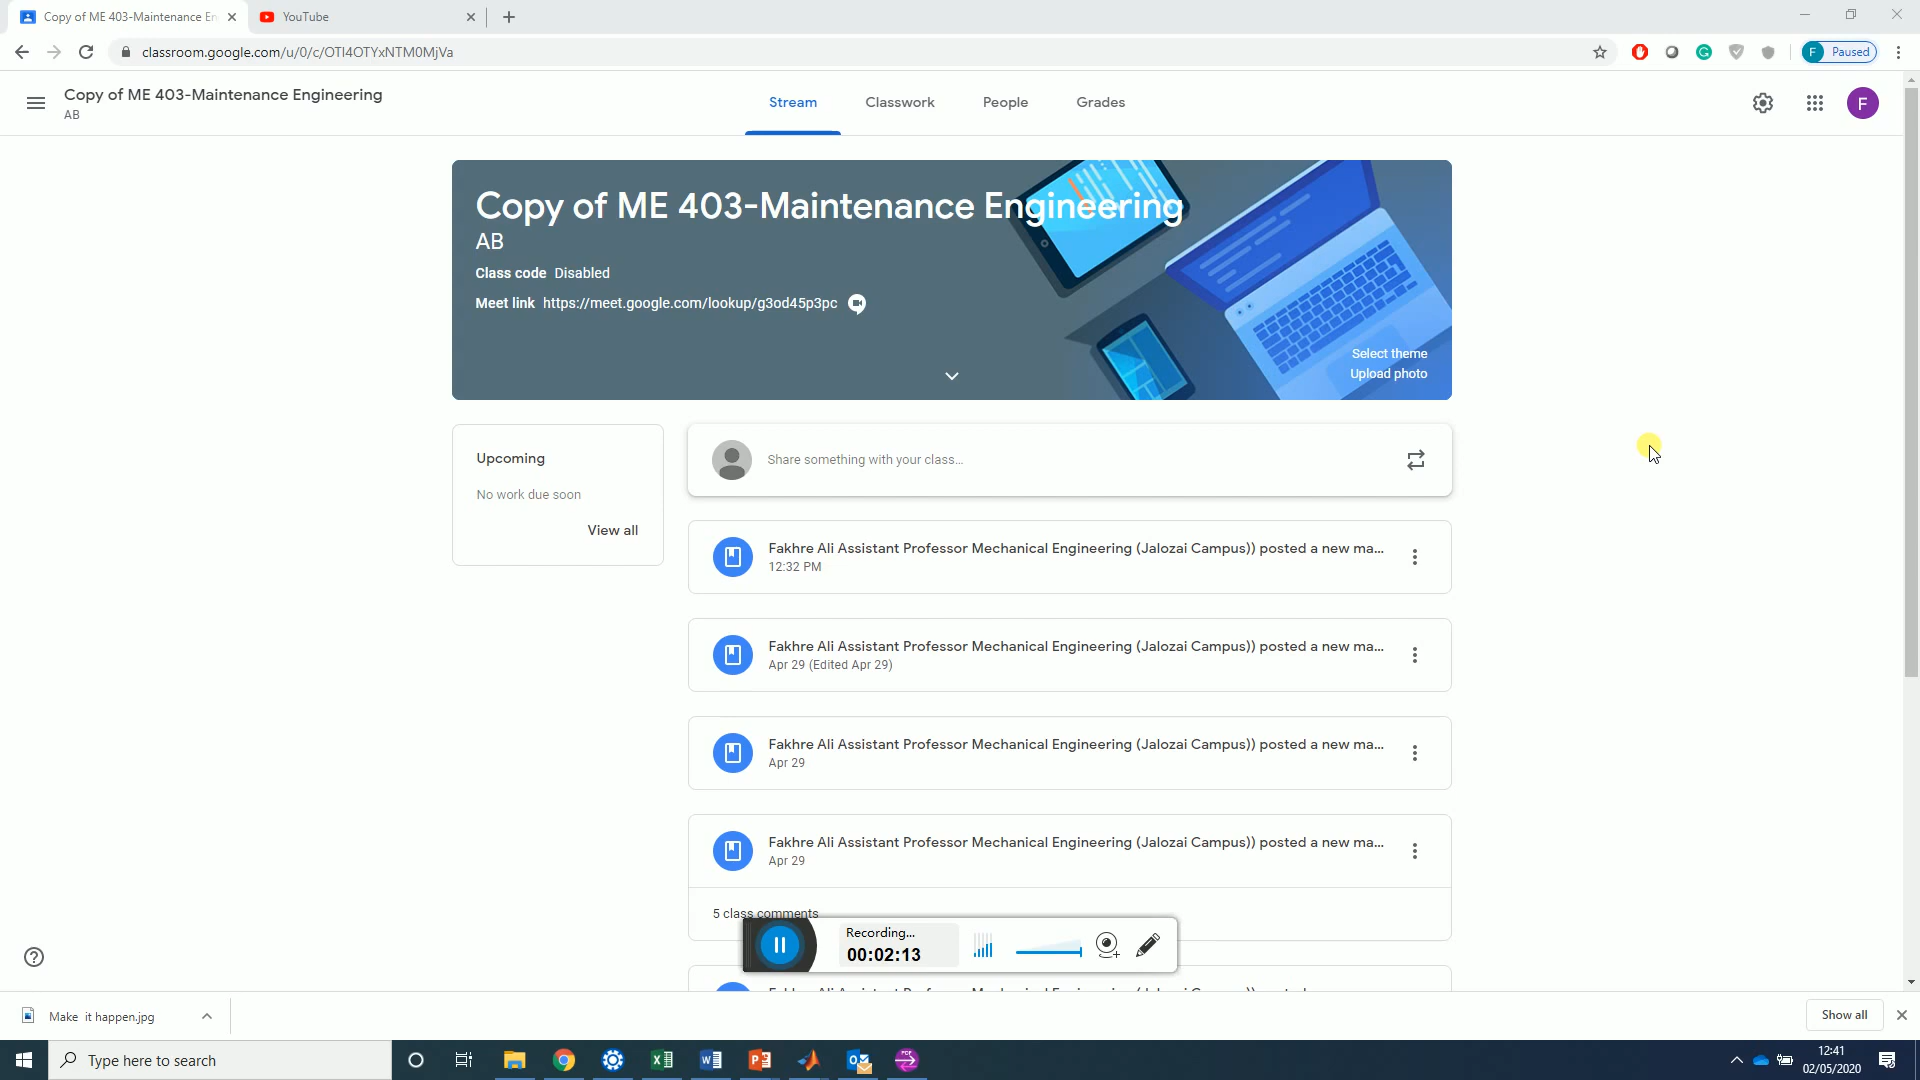 Copy of ME 403-Maintenance En
YouTube
classroom.google.com/u/0/c/OTI4OTYxNTM0MjVa
F Paused
Copy of ME 403-Maintenance Engineering
AB
Stream
Classwork
People
Grades
F
Copy of ME 403-Maintenance Engineering
AB
Class code Disabled
Meet link https://meet.google.com/lookup/g3od45p3pc
Select theme
Upload photo
Upcoming
No work due soon
View all
Share something with your class...
Fakhre Ali Assistant Professor Mechanical Engineering (Jalozai Campus)) posted a new ma...
12:32 PM
Fakhre Ali Assistant Professor Mechanical Engineering (Jalozai Campus)) posted a new ma...
Apr 29 (Edited Apr 29)
Fakhre Ali Assistant Professor Mechanical Engineering (Jalozai Campus)) posted a new ma...
Apr 29
Fakhre Ali Assistant Professor Mechanical Engineering (Jalozai Campus)) posted a new ma...
Apr 29
5 class comments
Recording...
00:02:13
Make it happen.jpg
Show all
Type here to search
12:41
02/05/2020